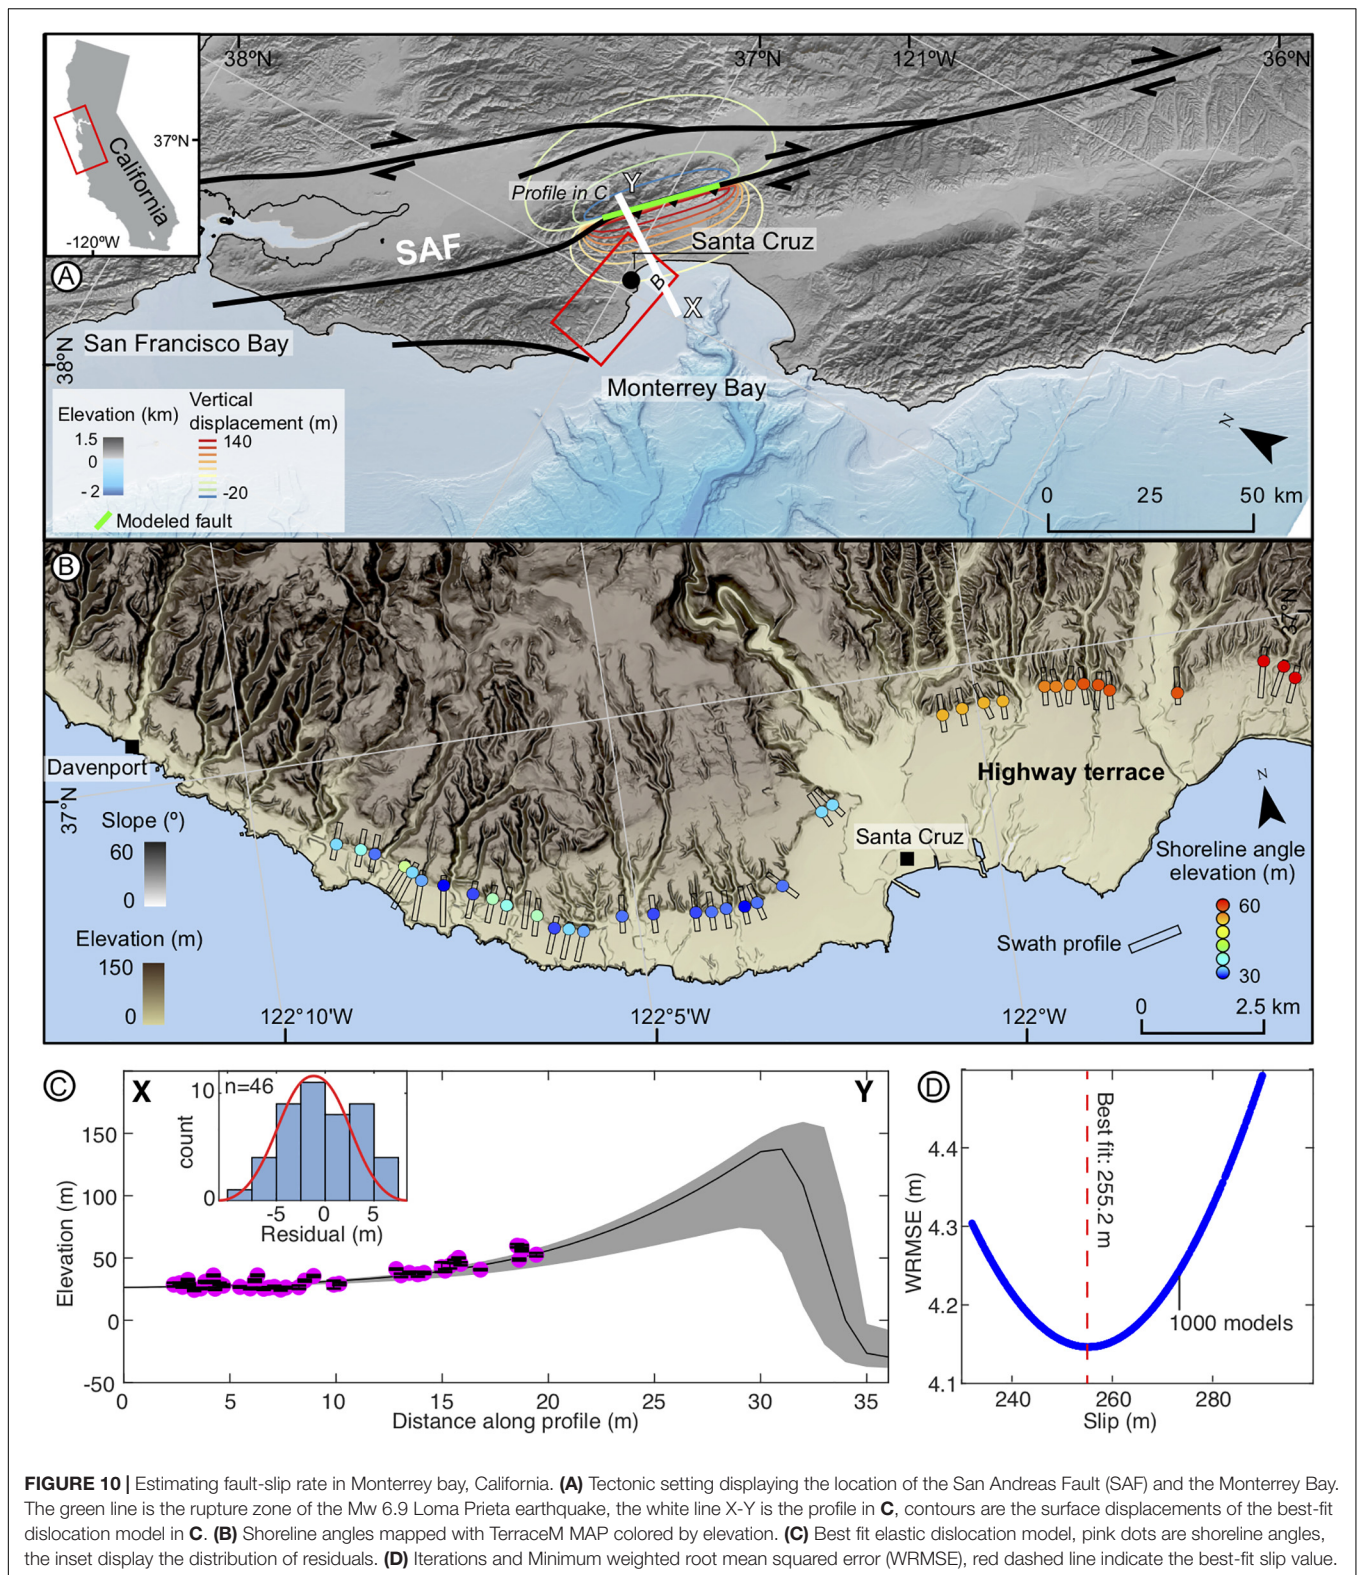 38ºN
37ºN
121ºW
36ºN
37ºN
California
-120ºW
A
Profile in C
Y
SAF
Santa Cruz
B
X
San Francisco Bay
38ºN
Monterrey Bay
Elevation (km)
1.5
0
- 2
Vertical
displacement (m)
140
-20
Modeled fault
N
0 25 50 km
B
Davenport
37ºN
Slope (º)
60
0
Elevation (m)
150
0
Highway terrace
Santa Cruz
N
Shoreline angle
elevation (m)
60
30
Swath profile
0 2.5 km
122°10'W
122°5'W
122°W
C
X
Y
n=46
10
0
count
-5 0 5
Residual (m)
150
100
50
0
-50
Elevation (m)
0 5 10 15 20 25 30 35
Distance along profile (m)
D
Best fit: 255.2 m
4.4
4.3
4.2
4.1
WRMSE (m)
1000 models
240 260 280
Slip (m)
FIGURE 10 | Estimating fault-slip rate in Monterrey bay, California. (A) Tectonic setting displaying the location of the San Andreas Fault (SAF) and the Monterrey Bay.
The green line is the rupture zone of the Mw 6.9 Loma Prieta earthquake, the white line X-Y is the profile in C, contours are the surface displacements of the best-fit
dislocation model in C. (B) Shoreline angles mapped with TerraceM MAP colored by elevation. (C) Best fit elastic dislocation model, pink dots are shoreline angles,
the inset display the distribution of residuals. (D) Iterations and Minimum weighted root mean squared error (WRMSE), red dashed line indicate the best-fit slip value.